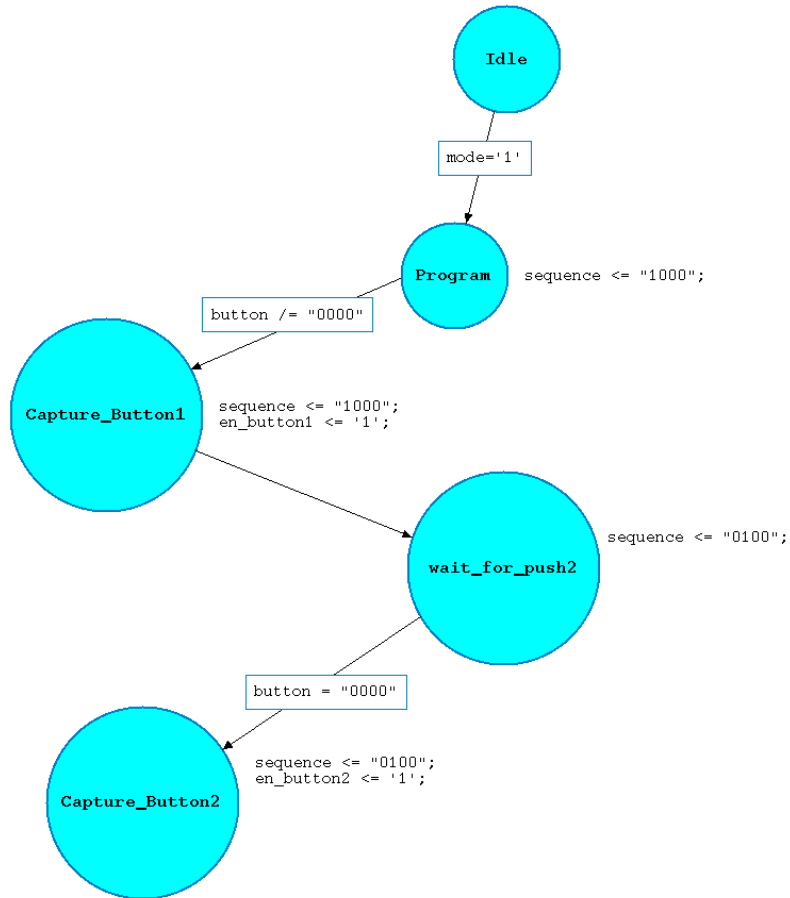 Idle
mode='1'
Program
sequence <= "1000";
button /= "0000"
Capture_Button1
sequence <= "1000";
en_button1 <= '1';
wait_for_push2
sequence <= "0100";
button = "0000"
Capture_Button2
sequence <= "0100";
en_button2 <= '1';